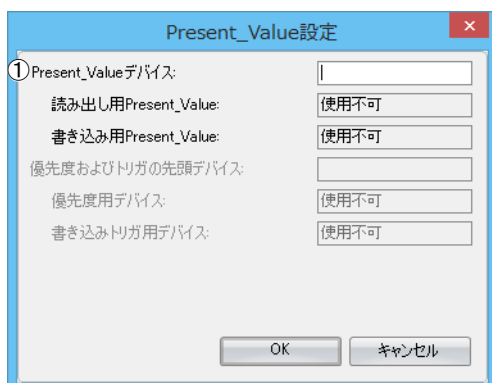 Present_Value設定
①Present_Valueデバイス:
読み出し用Present_Value: 使用不可
書き込み用Present_Value: 使用不可
優先度およびトリガの先頭デバイス:
優先度用デバイス: 使用不可
書き込みトリガ用デバイス: 使用不可
OK キャンセル